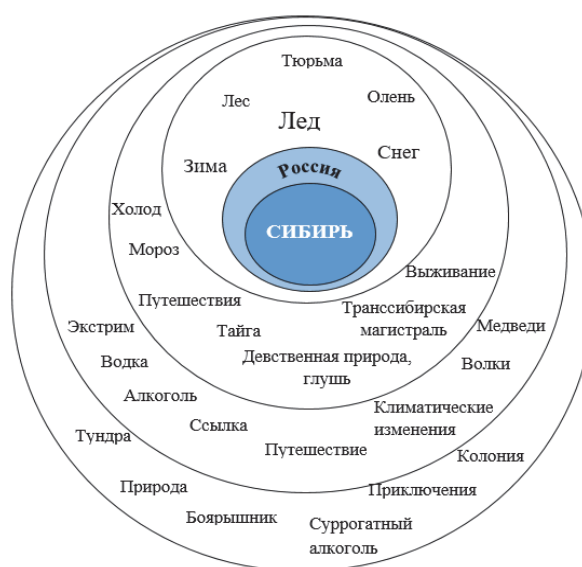 Тюрьма
Лес
Олень
Лед
Зима
Россия
Снег
СИБИРЬ
Холод
Мороз
Выживание
Путешествия
Тайга
Транссибирская
магистраль
Девственная природа,
глушь
Экстрим
Медведи
Водка
Волки
Алкоголь
Ссылка
Климатические
изменения
Тундра
Путешествие
Колония
Природа
Приключения
Боярышник
Суррогатный
алкоголь